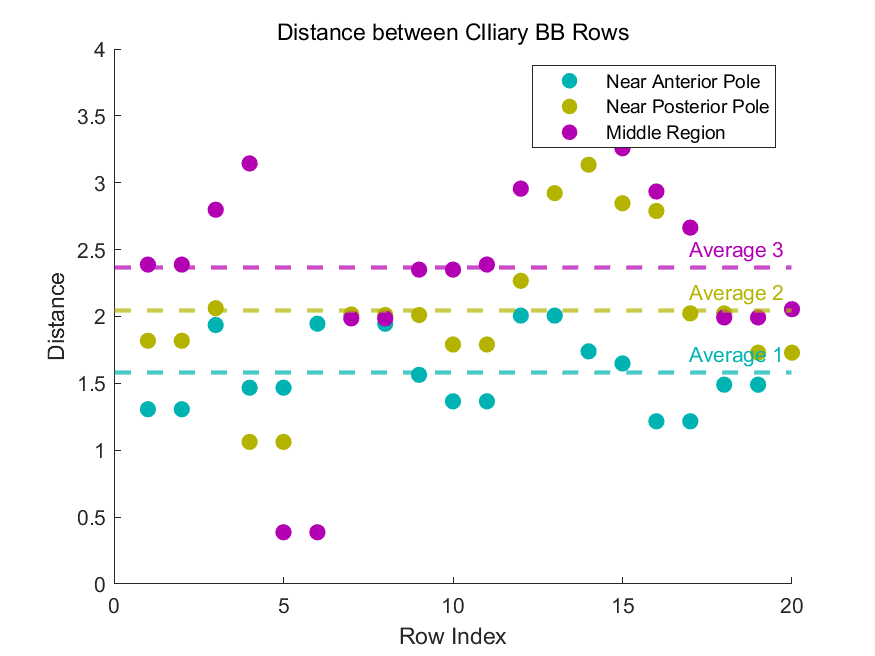 Distance between CIliary BB Rows
Near Anterior Pole
Near Posterior Pole
Middle Region
Average 3
Average 2
Average 1
Distance
4
3.5
3
2.5
2
1.5
1
0.5
0
0
5
10
15
20
Row Index